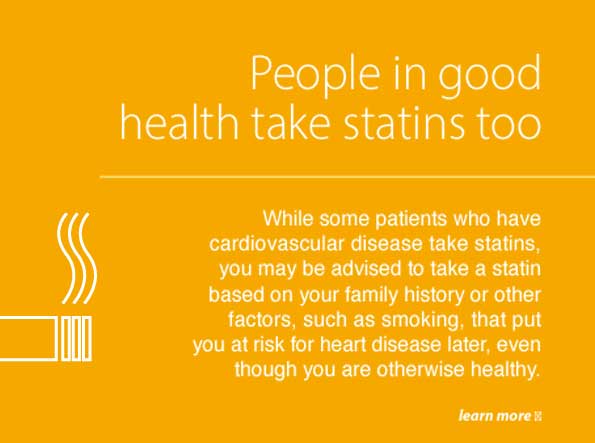 People in good
health take statins too
While some patients who have
cardiovascular disease take statins,
you may be advised to take a statin
based on your family history or other
factors, such as smoking, that put
you at risk for heart disease later, even
though you are otherwise healthy.
learn more